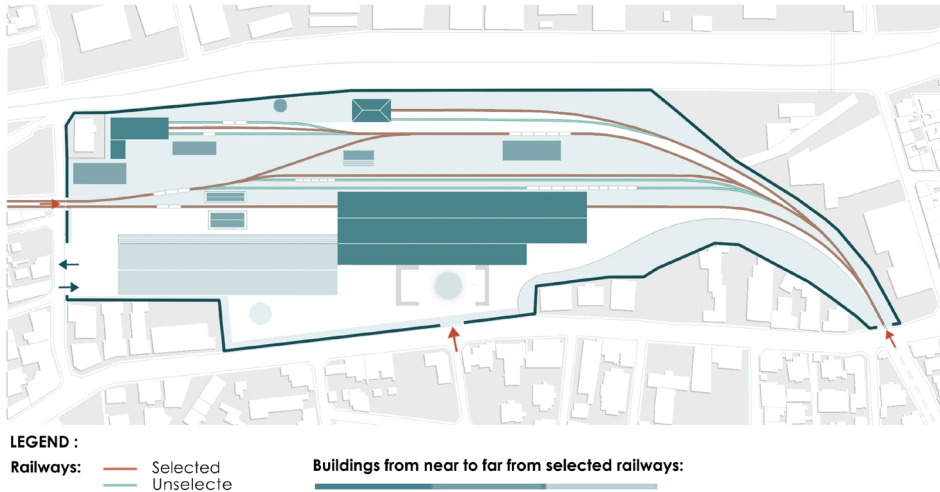 LEGEND :
Railways:
Selected
Unselecte
Buildings from near to far from selected railways: